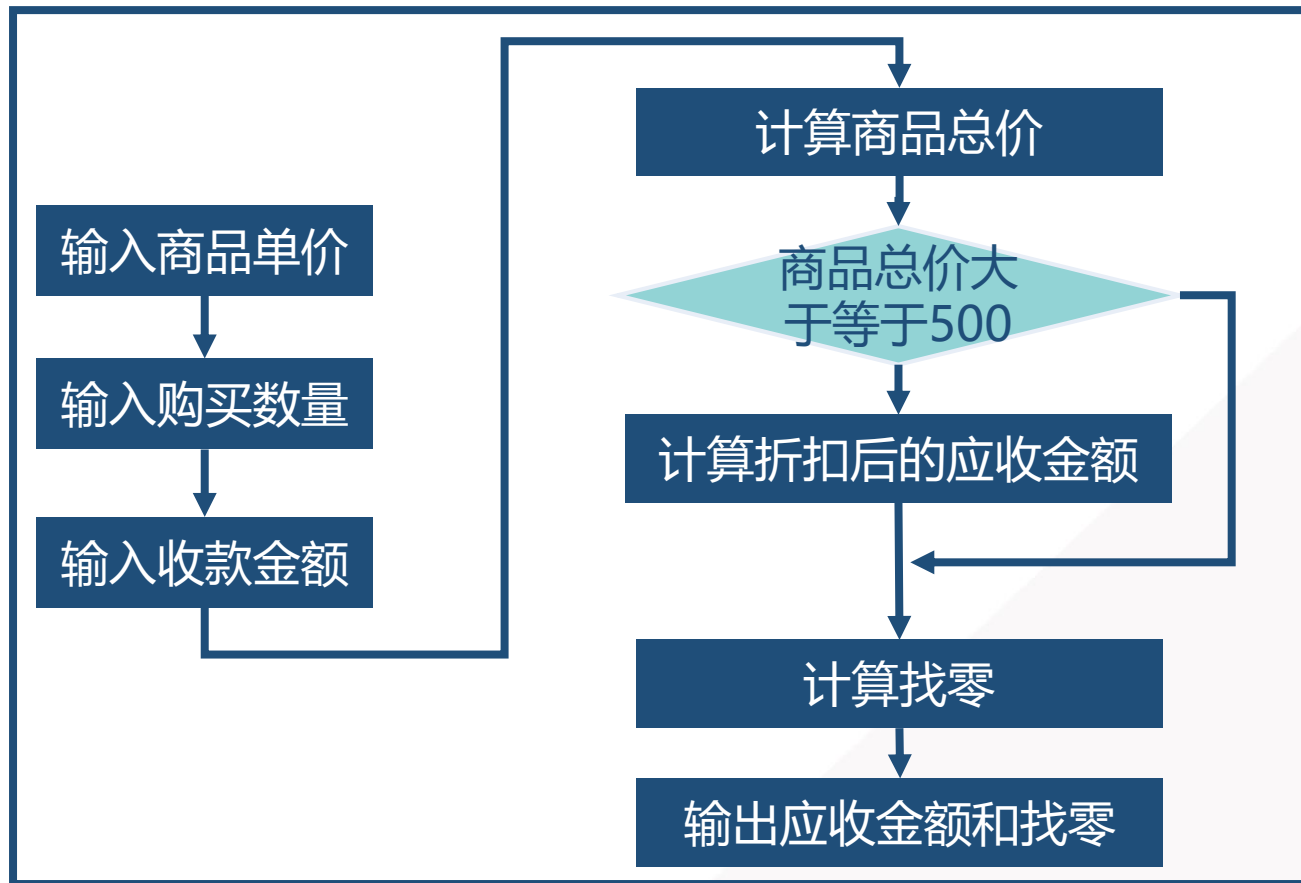 输入商品单价
输入购买数量
输入收款金额
计算商品总价
商品总价大
于等于500
计算折扣后的应收金额
计算找零
输出应收金额和找零